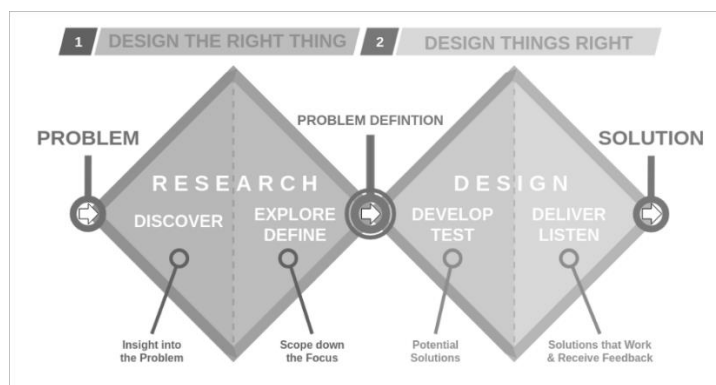 1 DESIGN THE RIGHT THING
2 DESIGN THINGS RIGHT
PROBLEM
PROBLEM DEFINTION
SOLUTION
RESEARCH
DISCOVER
EXPLORE
DEFINE
DESIGN
DEVELOP
TEST
DELIVER
LISTEN
Insight into
the Problem
Scope down
the Focus
Potential
Solutions
Solutions that Work
& Receive Feedback